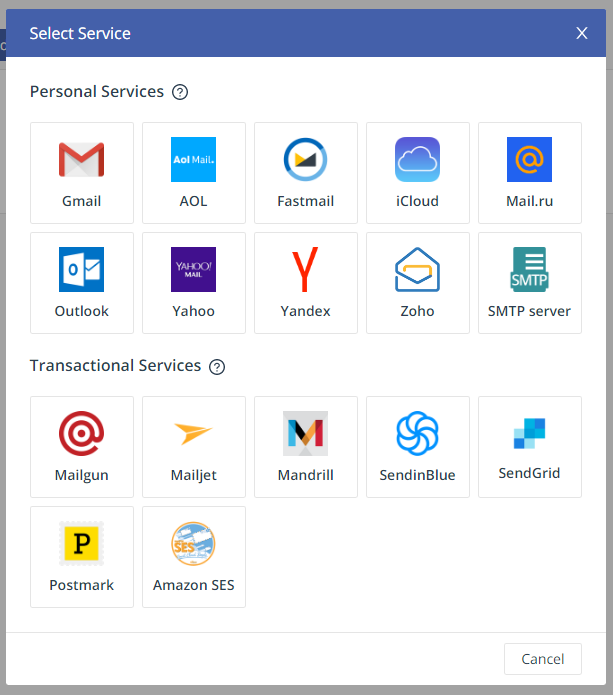 Select Service X
Personal Services ?
Aol Mail.
Gmail AOL Fastmail iCloud Mail.ru
YAHOO!
MAIL
SMTP
Outlook Yahoo Yandex Zoho SMTP server
Transactional Services ?
Mailgun Mailjet Mandrill SendinBlue SendGrid
P SES
Postmark Amazon SES
Cancel